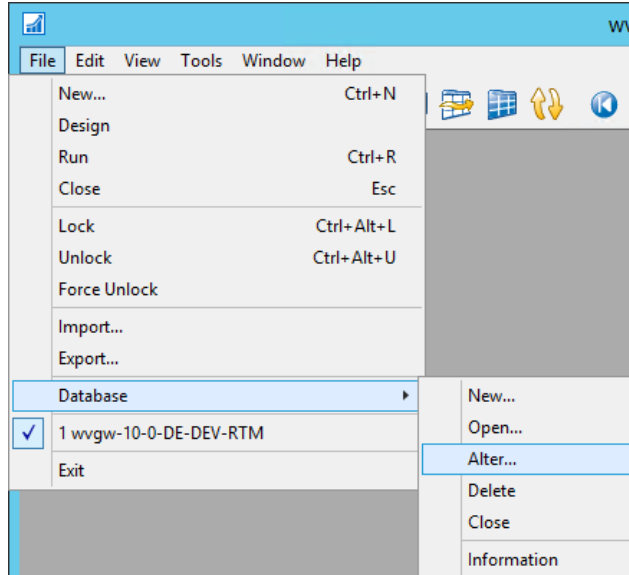 wv
File Edit View Tools Window Help
New... Ctrl+N
Design
Run Ctrl+R
Close Esc
Lock Ctrl+Alt+L
Unlock Ctrl+Alt+U
Force Unlock
Import...
Export...
Database
1 wvgw-10-0-DE-DEV-RTM
Exit
New...
Open...
Alter...
Delete
Close
Information